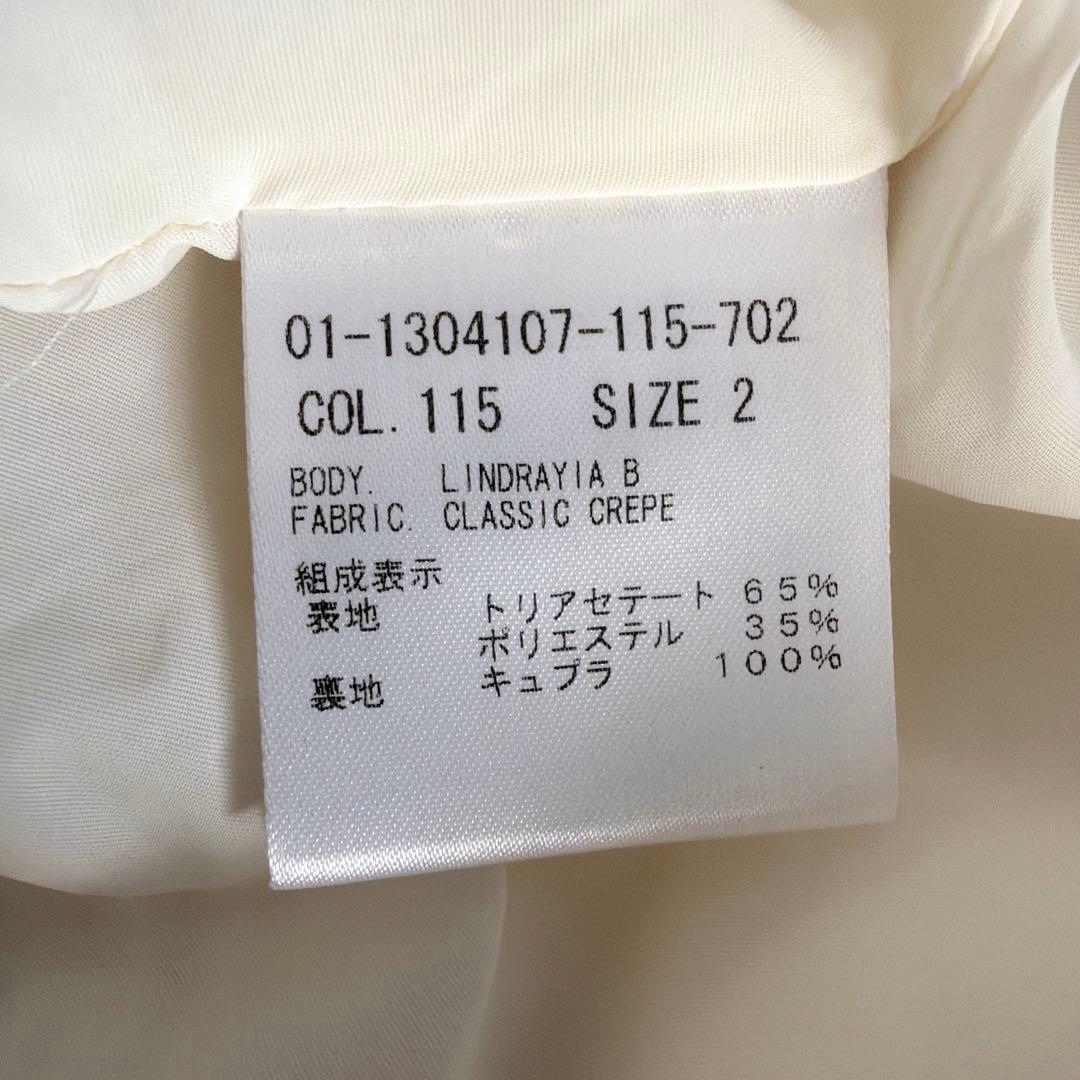 01-1304107-115-702
COL.115 SIZE 2
BODY. LINDRAYIA B
FABRIC. CLASSIC CREPE
組成表示
表地 トリアセテート 65%
ポリエステル 35%
裏地 キュプラ 100%